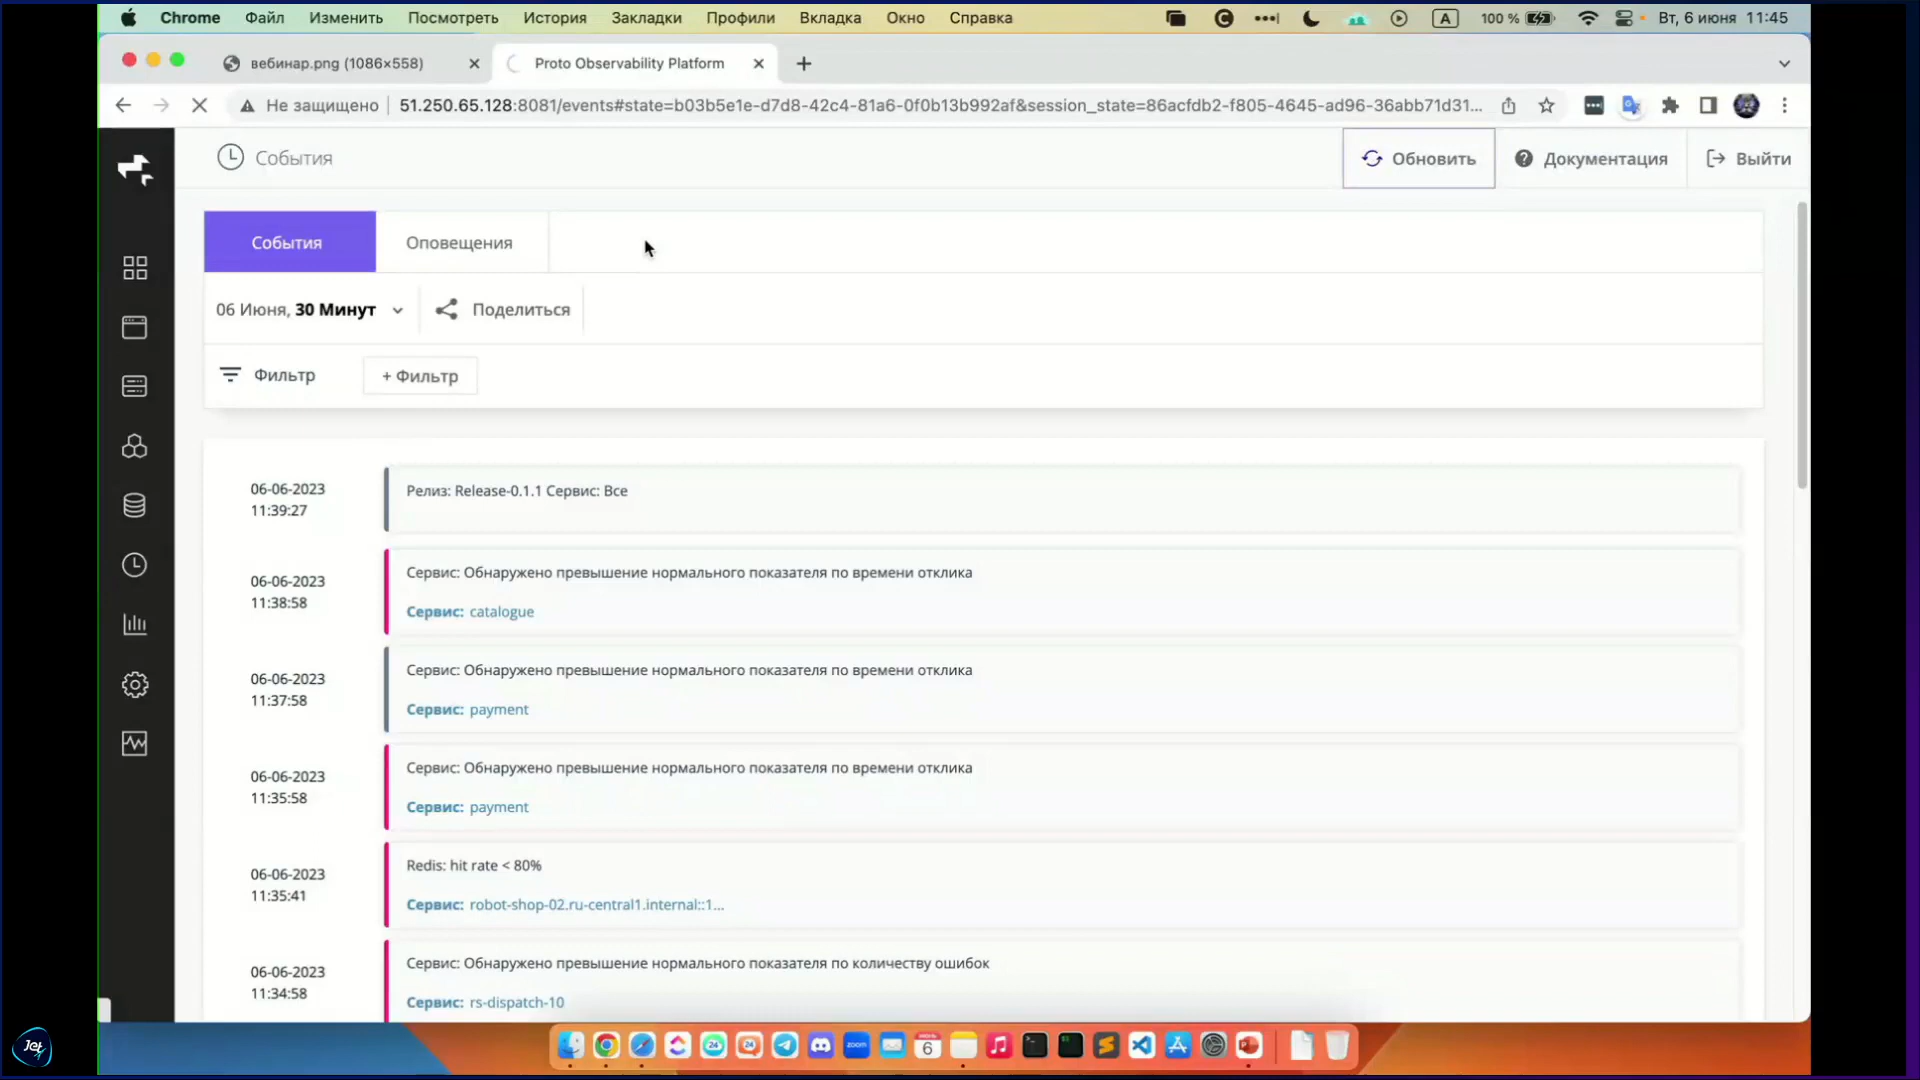 Chrome Файл Изменить Посмотреть История Закладки Профили Вкладка Окно Справка
A 100 % Вт, 6 июня 11:45
вебинар.png (1086×558)
Proto Observability Platform
Не защищено 51.250.65.128:8081/events#state=b03b5e1e-d7d8-42c4-81a6-0f0b13b992af&session_state=86acfdb2-f805-4645-ad96-36abb71d31...
События
Обновить
Документация
Выйти
События
Оповещения
06 Июня, 30 Минут
Поделиться
Фильтр
+ Фильтр
06-06-2023
11:39:27
Релиз: Release-0.1.1 Сервис: Все
06-06-2023
11:38:58
Сервис: Обнаружено превышение нормального показателя по времени отклика
Сервис: catalogue
06-06-2023
11:37:58
Сервис: Обнаружено превышение нормального показателя по времени отклика
Сервис: payment
06-06-2023
11:35:58
Сервис: Обнаружено превышение нормального показателя по времени отклика
Сервис: payment
06-06-2023
11:35:41
Redis: hit rate < 80%
Сервис: robot-shop-02.ru-central1.internal::1...
06-06-2023
11:34:58
Сервис: Обнаружено превышение нормального показателя по количеству ошибок
Сервис: rs-dispatch-10
Jet
24
24
zoom
6